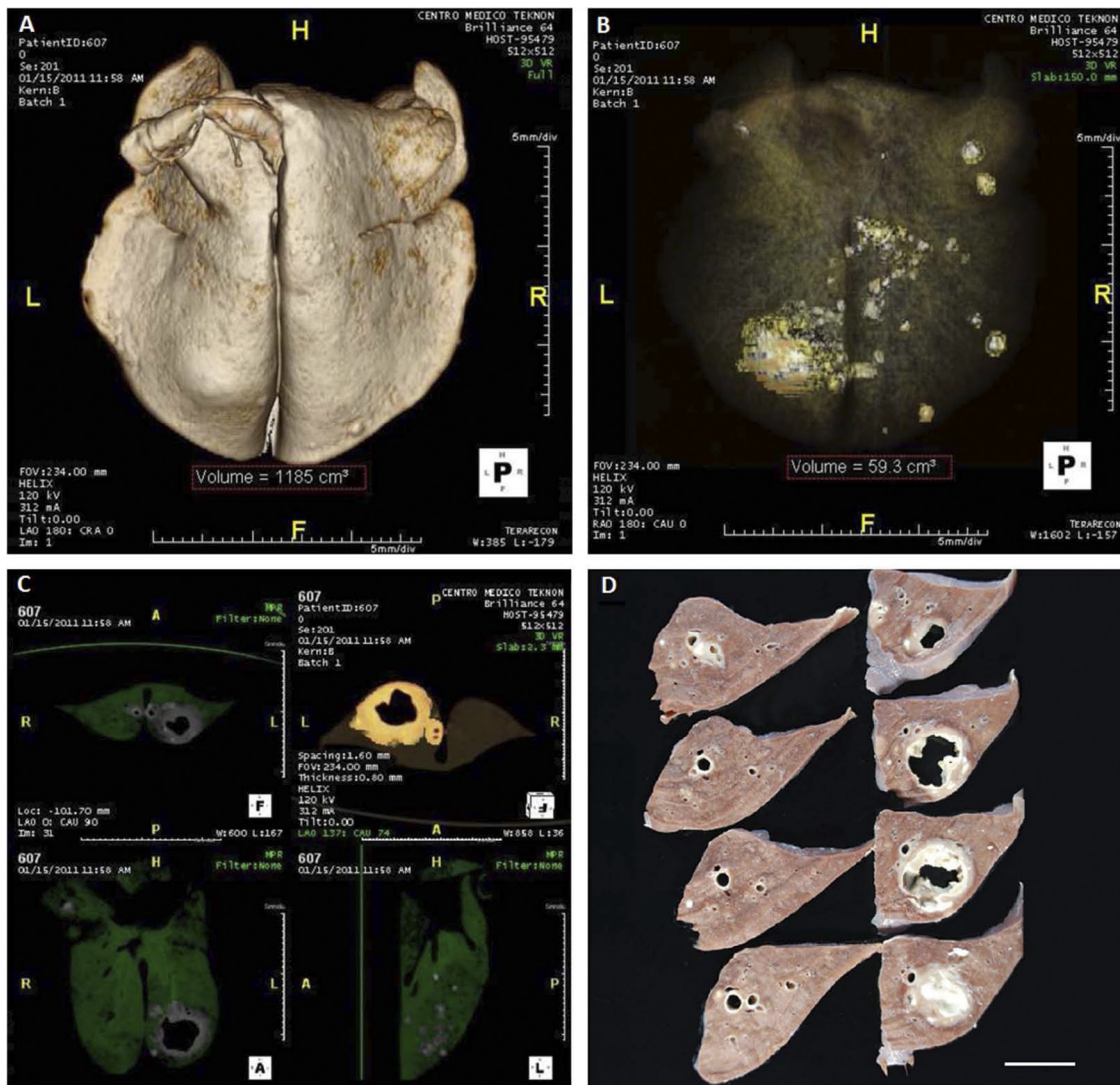 A
PatientID:607
0
Se:201
01/15/2011 11:58 AM
Kern:B
Batch 1
H
CENTRO MEDICO TEKNON
Brilliance 64
HOST-95479
512x512
3D VR
Full
5mm/div
L
R
FOV:234.00 mm
HELIX
120 kV
312 mA
Tilt:0.00
LAO 180: CRA 0
Im: 1
Volume = 1185 cm³
H
L P R
F
F
5mm/div
TERARECON
W:385 L:-179
B
PatientID:607
0
Se:201
01/15/2011 11:58 AM
Kern:B
Batch 1
H
CENTRO MEDICO TEKNON
Brilliance 64
HOST-95479
512x512
3D VR
Slab:150.0 mm
5mm/div
L
R
FOV:234.00 mm
HELIX
120 kV
312 mA
Tilt:0.00
RAO 180: CAU 0
Im: 1
Volume = 59.3 cm³
H
L P R
F
F
5mm/div
TERARECON
W:1602 L:-157
C
607
01/15/2011 11:58 AM
A
MPR
Filter:None
R
L
Loc: -101.70 mm
LAO 0: CAU 90
Im: 31
P
F
W:600 L:167
607
PatientID:607
0
Se:201
01/15/2011 11:58 AM
Kern:B
Batch 1
P
CENTRO MEDICO TEKNON
Brilliance 64
HOST-95479
512x512
3D VR
L
R
Spacing:1.60 mm
FOV:234.00 mm
Thickness:0.80 mm
HELIX
120 kV
312 mA
Tilt:0.00
LAO 137: CAU 74
A
F
W:858 L:36
607
01/15/2011 11:58 AM
H
MPR
Filter:None
R
L
A
607
01/15/2011 11:58 AM
H
MPR
Filter:None
A
P
L
D